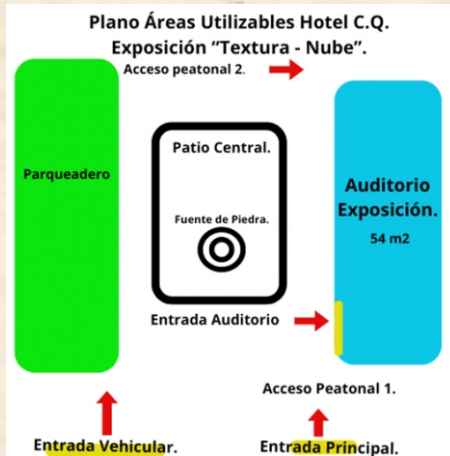 Plano Áreas Utilizables Hotel C.Q.
Exposición “Textura - Nube”.
Acceso peatonal 2.
Patio Central.
Parqueadero
Auditorio
Exposición.
54 m2
Fuente de Piedra.
Entrada Auditorio
Acceso Peatonal 1.
Entrada Vehicular.
Entrada Principal.